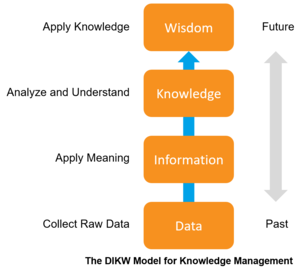 Apply Knowledge Wisdom Future
Analyze and Understand Knowledge
Apply Meaning Information
Collect Raw Data Data Past
The DIKW Model for Knowledge Management